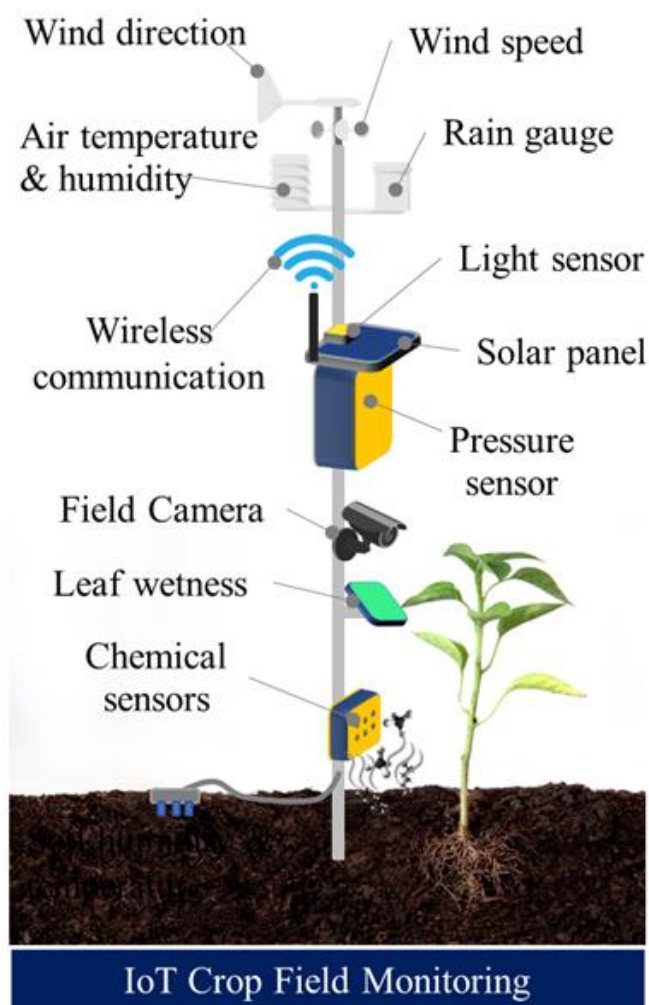 Wind direction
Wind speed
Air temperature
& humidity
Rain gauge
Light sensor
Wireless
communication
Solar panel
Pressure
sensor
Field Camera
Leaf wetness
Chemical
sensors
temperature
IoT Crop Field Monitoring